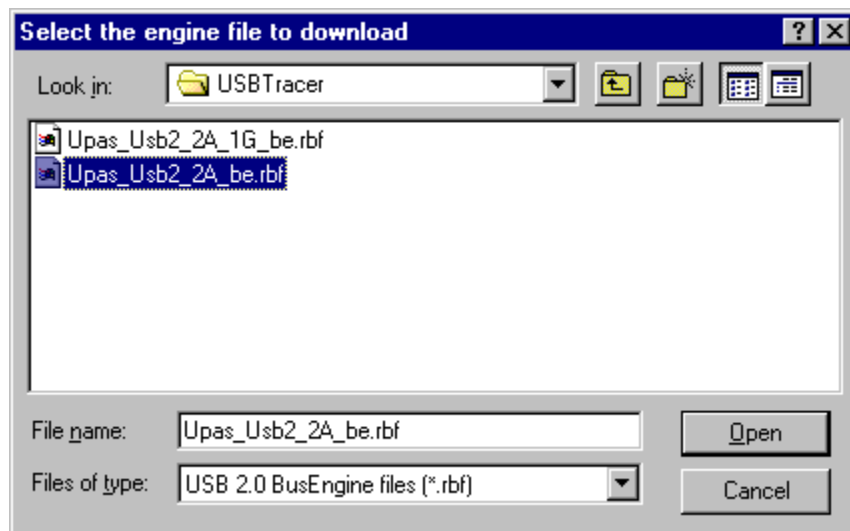 Select the engine file to download
Look in: USBTracer
Upas_Usb2_2A_1G_be.rbf
Upas_Usb2_2A_be.rbf
File name: Upas_Usb2_2A_be.rbf Open
Files of type: USB 2.0 BusEngine files (*.rbf) Cancel